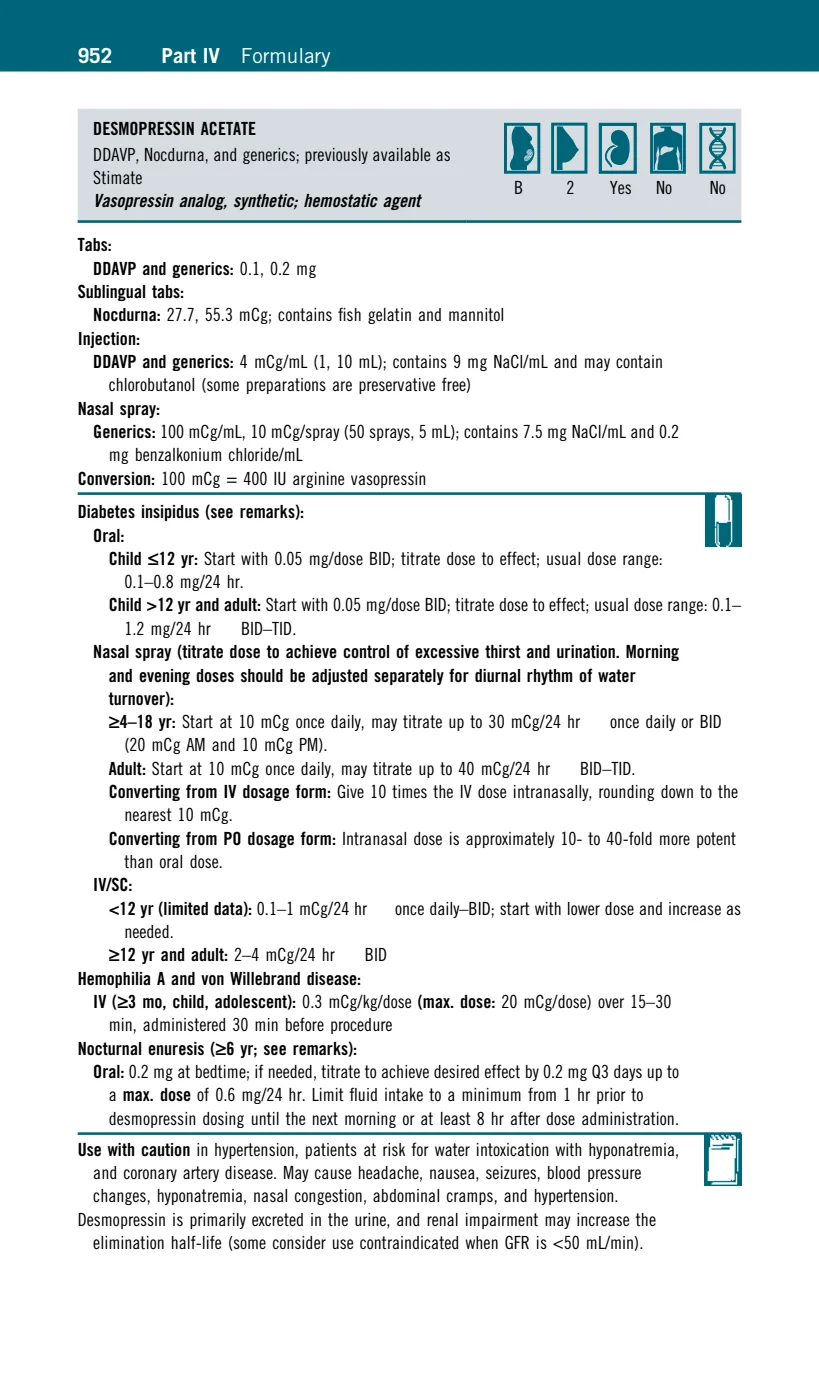 952 Part IV Formulary
DESMOPRESSIN ACETATE
DDAVP, Nocdurna, and generics; previously available as
Stimate
Vasopressin analog, synthetic; hemostatic agent
B 2 Yes No No
Tabs:
DDAVP and generics: 0.1, 0.2 mg
Sublingual tabs:
Nocdurna: 27.7, 55.3 mCg; contains fish gelatin and mannitol
Injection:
DDAVP and generics: 4 mCg/mL (1, 10 mL); contains 9 mg NaCl/mL and may contain
chlorobutanol (some preparations are preservative free)
Nasal spray:
Generics: 100 mCg/mL, 10 mCg/spray (50 sprays, 5 mL); contains 7.5 mg NaCl/mL and 0.2
mg benzalkonium chloride/mL
Conversion: 100 mCg = 400 IU arginine vasopressin
Diabetes insipidus (see remarks):
Oral:
Child ≤12 yr: Start with 0.05 mg/dose BID; titrate dose to effect; usual dose range:
0.1–0.8 mg/24 hr.
Child >12 yr and adult: Start with 0.05 mg/dose BID; titrate dose to effect; usual dose range: 0.1–
1.2 mg/24 hr BID–TID.
Nasal spray (titrate dose to achieve control of excessive thirst and urination. Morning
and evening doses should be adjusted separately for diurnal rhythm of water
turnover):
≥4–18 yr: Start at 10 mCg once daily, may titrate up to 30 mCg/24 hr once daily or BID
(20 mCg AM and 10 mCg PM).
Adult: Start at 10 mCg once daily, may titrate up to 40 mCg/24 hr BID–TID.
Converting from IV dosage form: Give 10 times the IV dose intranasally, rounding down to the
nearest 10 mCg.
Converting from PO dosage form: Intranasal dose is approximately 10- to 40-fold more potent
than oral dose.
IV/SC:
<12 yr (limited data): 0.1–1 mCg/24 hr once daily–BID; start with lower dose and increase as
needed.
≥12 yr and adult: 2–4 mCg/24 hr BID
Hemophilia A and von Willebrand disease:
IV (≥3 mo, child, adolescent): 0.3 mCg/kg/dose (max. dose: 20 mCg/dose) over 15–30
min, administered 30 min before procedure
Nocturnal enuresis (≥6 yr; see remarks):
Oral: 0.2 mg at bedtime; if needed, titrate to achieve desired effect by 0.2 mg Q3 days up to
a max. dose of 0.6 mg/24 hr. Limit fluid intake to a minimum from 1 hr prior to
desmopressin dosing until the next morning or at least 8 hr after dose administration.
Use with caution in hypertension, patients at risk for water intoxication with hyponatremia,
and coronary artery disease. May cause headache, nausea, seizures, blood pressure
changes, hyponatremia, nasal congestion, abdominal cramps, and hypertension.
Desmopressin is primarily excreted in the urine, and renal impairment may increase the
elimination half-life (some consider use contraindicated when GFR is <50 mL/min).